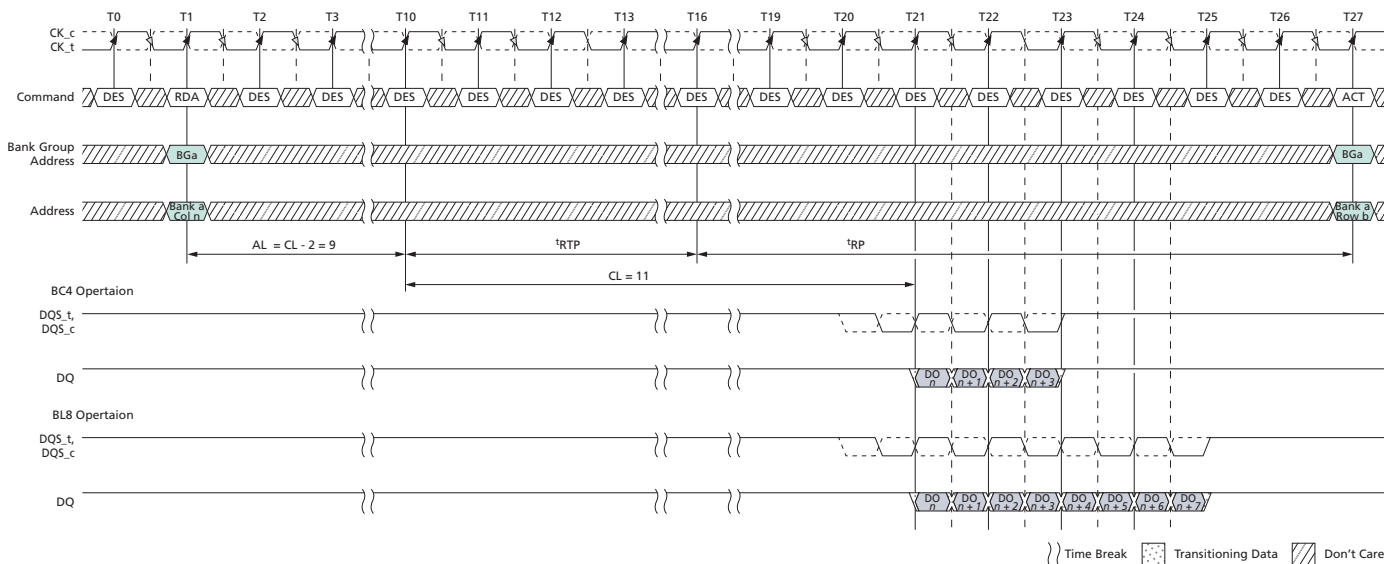 T0 T1 T2 T3 T10 T11 T12 T13 T16 T19 T20 T21 T22 T23 T24 T25 T26 T27
CK_c
CK_t
Command DES RDA DES DES DES DES DES DES DES DES DES DES DES DES DES DES DES ACT
Bank Group
Address BGa BGa
Address Bank a
Col n Bank a
Row b
AL = CL - 2 = 9 tRTP tRP
CL = 11
BC4 Opertaion
DQS_t,
DQS_c
DQ DO
n DO
n + 1 DO
n + 2 DO
n + 3
BL8 Opertaion
DQS_t,
DQS_c
DQ DO
n DO
n + 1 DO
n + 2 DO
n + 3 DO
n + 4 DO
n + 5 DO
n + 6 DO
n + 7
Time Break Transitioning Data Don't Care